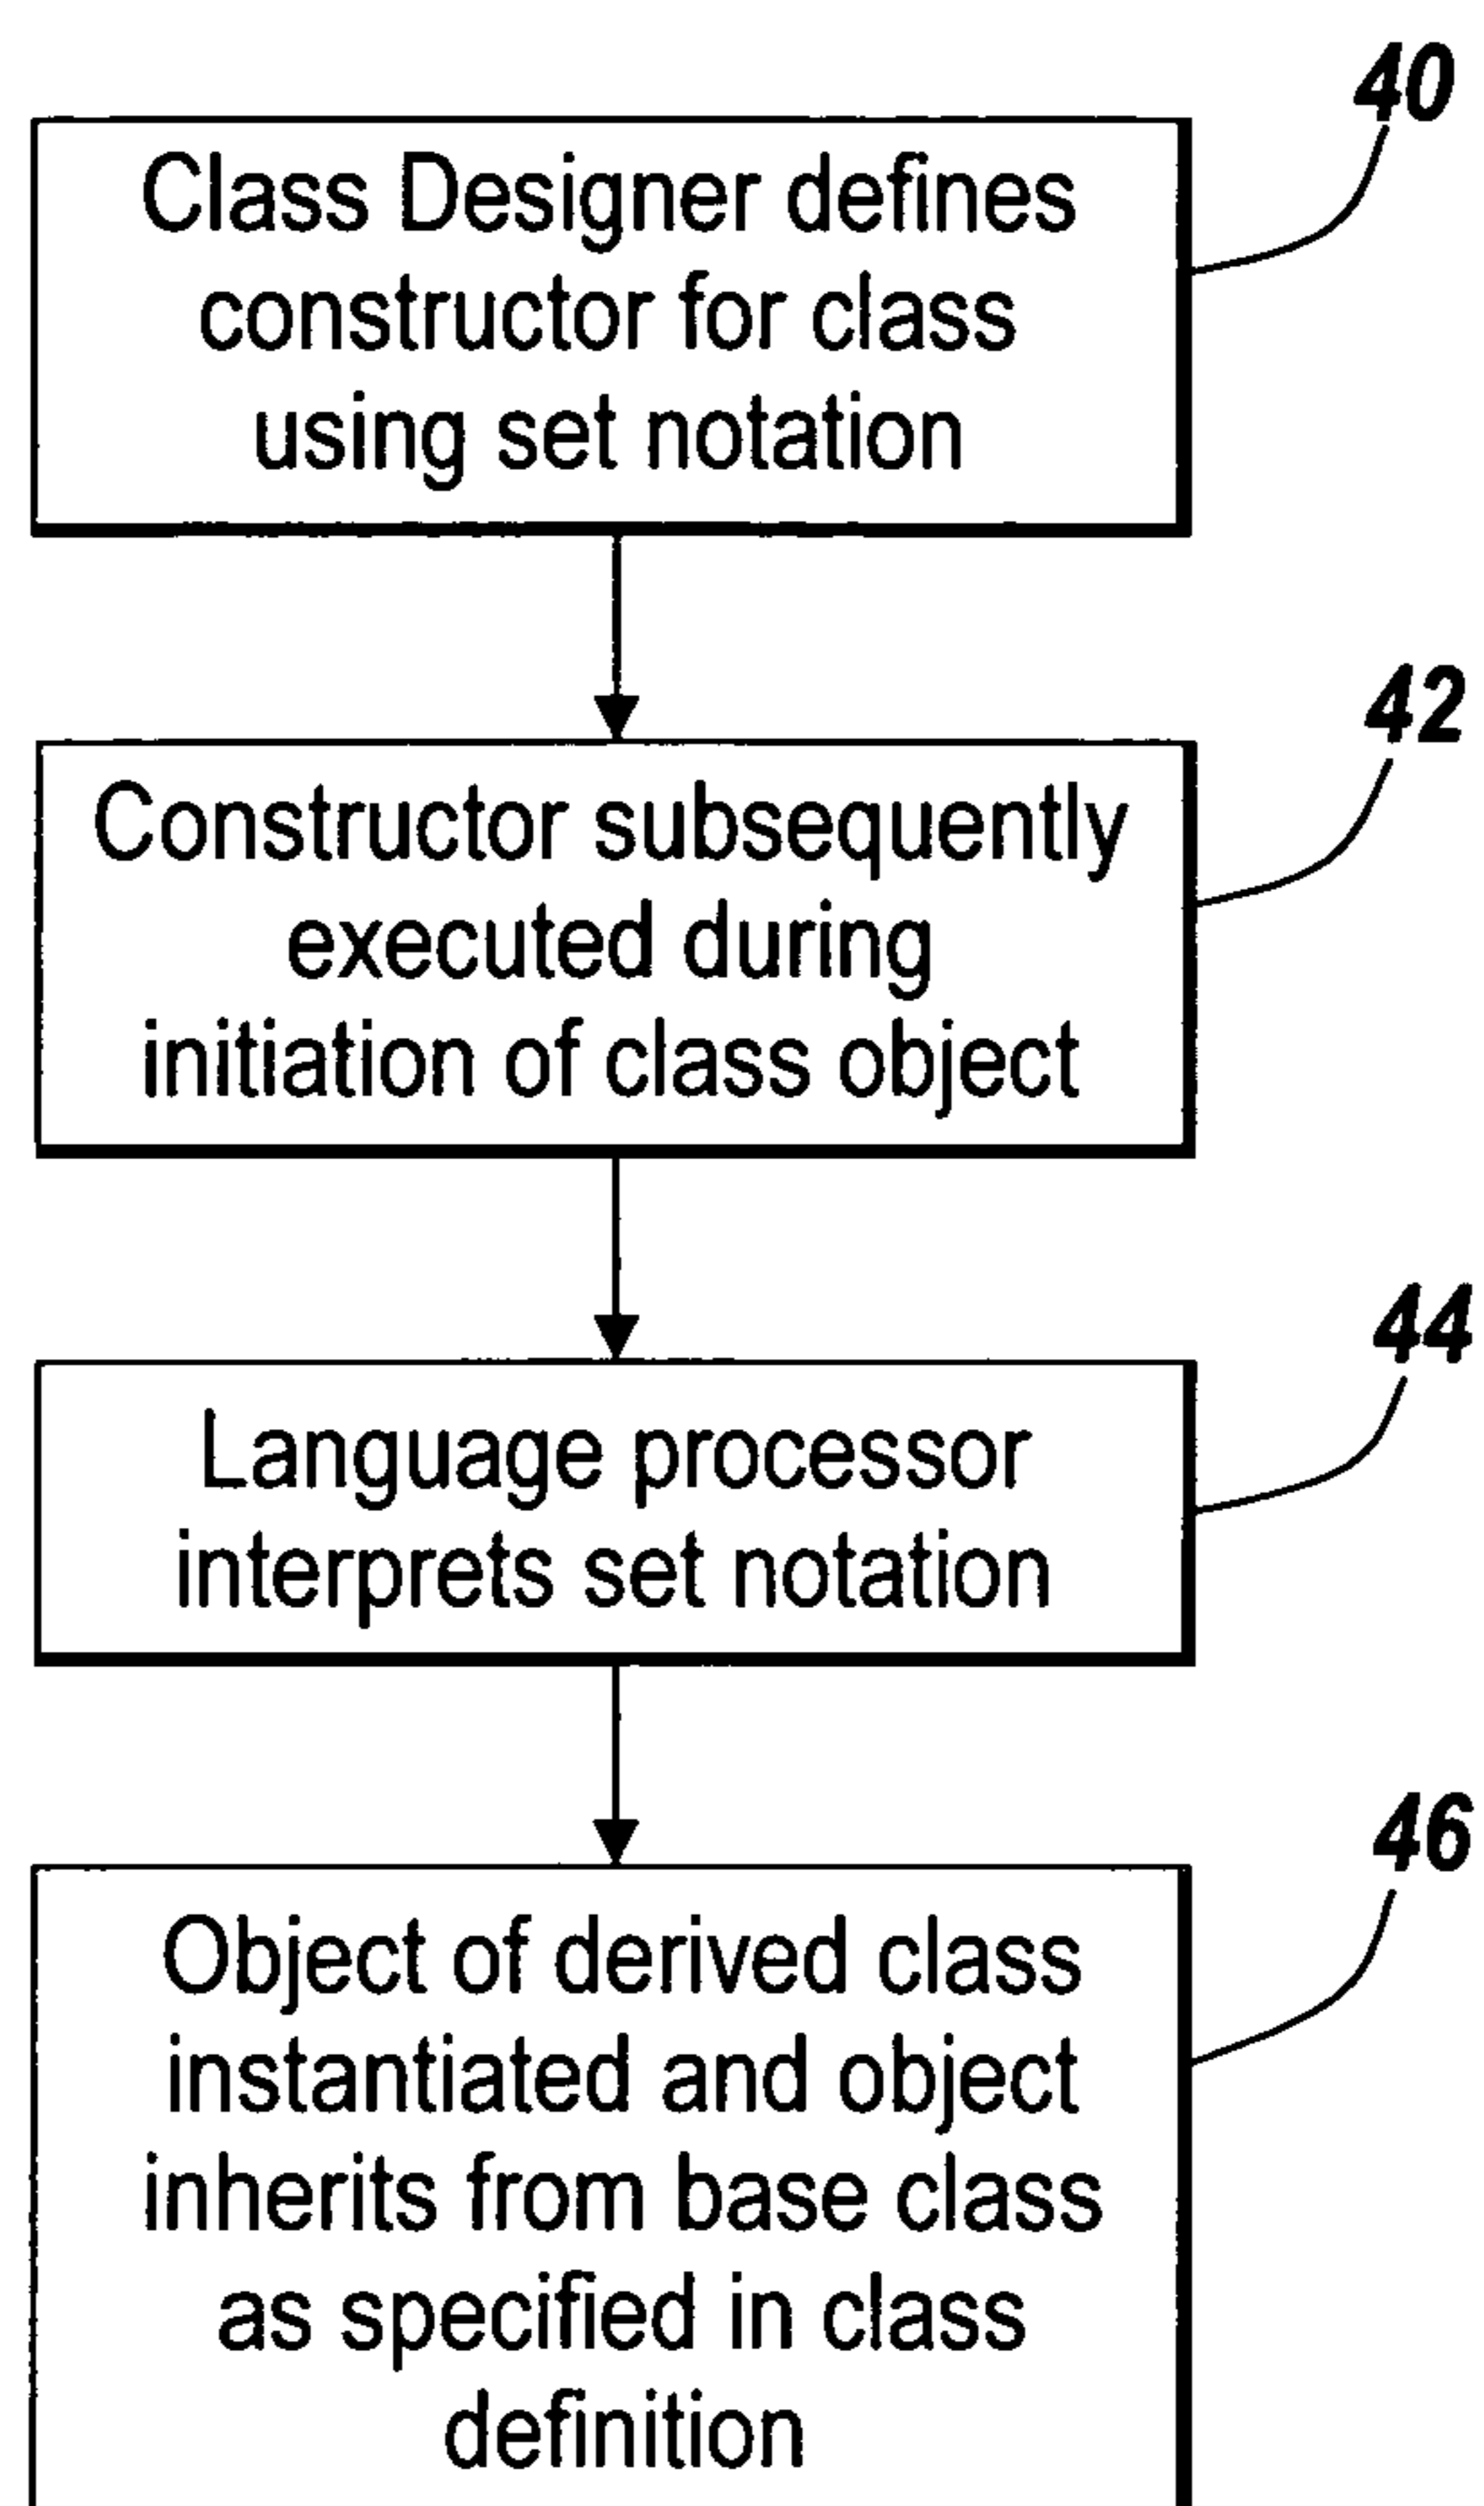 40
Class Designer defines
constructor for class
using set notation
42
Constructor subsequently
executed during
initiation of class object
44
Language processor
interprets set notation
46
Object of derived class
instantiated and object
inherits from base class
as specified in class
definition